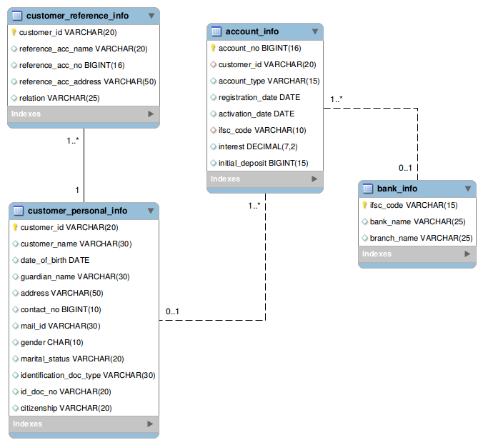 customer_reference_info
customer_id VARCHAR(20)
reference_acc_name VARCHAR(20)
reference_acc_no BIGINT(16)
reference_acc_address VARCHAR(50)
relation VARCHAR(25)
Indexes
1..*
1
customer_personal_info
customer_id VARCHAR(20)
customer_name VARCHAR(30)
date_of_birth DATE
guardian_name VARCHAR(30)
address VARCHAR(50)
contact_no BIGINT(10)
mail_id VARCHAR(30)
gender CHAR(10)
marital_status VARCHAR(20)
identification_doc_type VARCHAR(30)
id_doc_no VARCHAR(20)
citizenship VARCHAR(20)
Indexes
account_info
account_no BIGINT(16)
customer_id VARCHAR(20)
account_type VARCHAR(15)
registration_date DATE
activation_date DATE
ifsc_code VARCHAR(10)
interest DECIMAL(7,2)
initial_deposit BIGINT(15)
Indexes
1..*
0..1
1..*
0..1
bank_info
ifsc_code VARCHAR(15)
bank_name VARCHAR(25)
branch_name VARCHAR(25)
Indexes